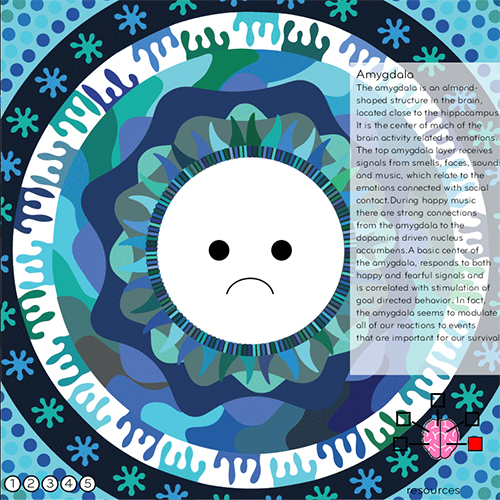 Amygdala
The amygdala is an almond-
shaped structure in the brain,
located close to the hippocampus.
It is the center of much of the
brain activity related to emotions.
The top amygdala layer receives
signals from smells, faces, sounds
and music, which relate to the
emotions connected with social
contact.During happy music
there are strong connections
from the amygdala to the
dopamine driven nucleus
accumbens.A basic center of
the amygdala, responds to both
happy and fearful signals and
is correlated with stimulation of
goal directed behavior. In fact,
the amygdala seems to modulate
all of our reactions to events
that are important for our survival
1 2 3 4 5
resources